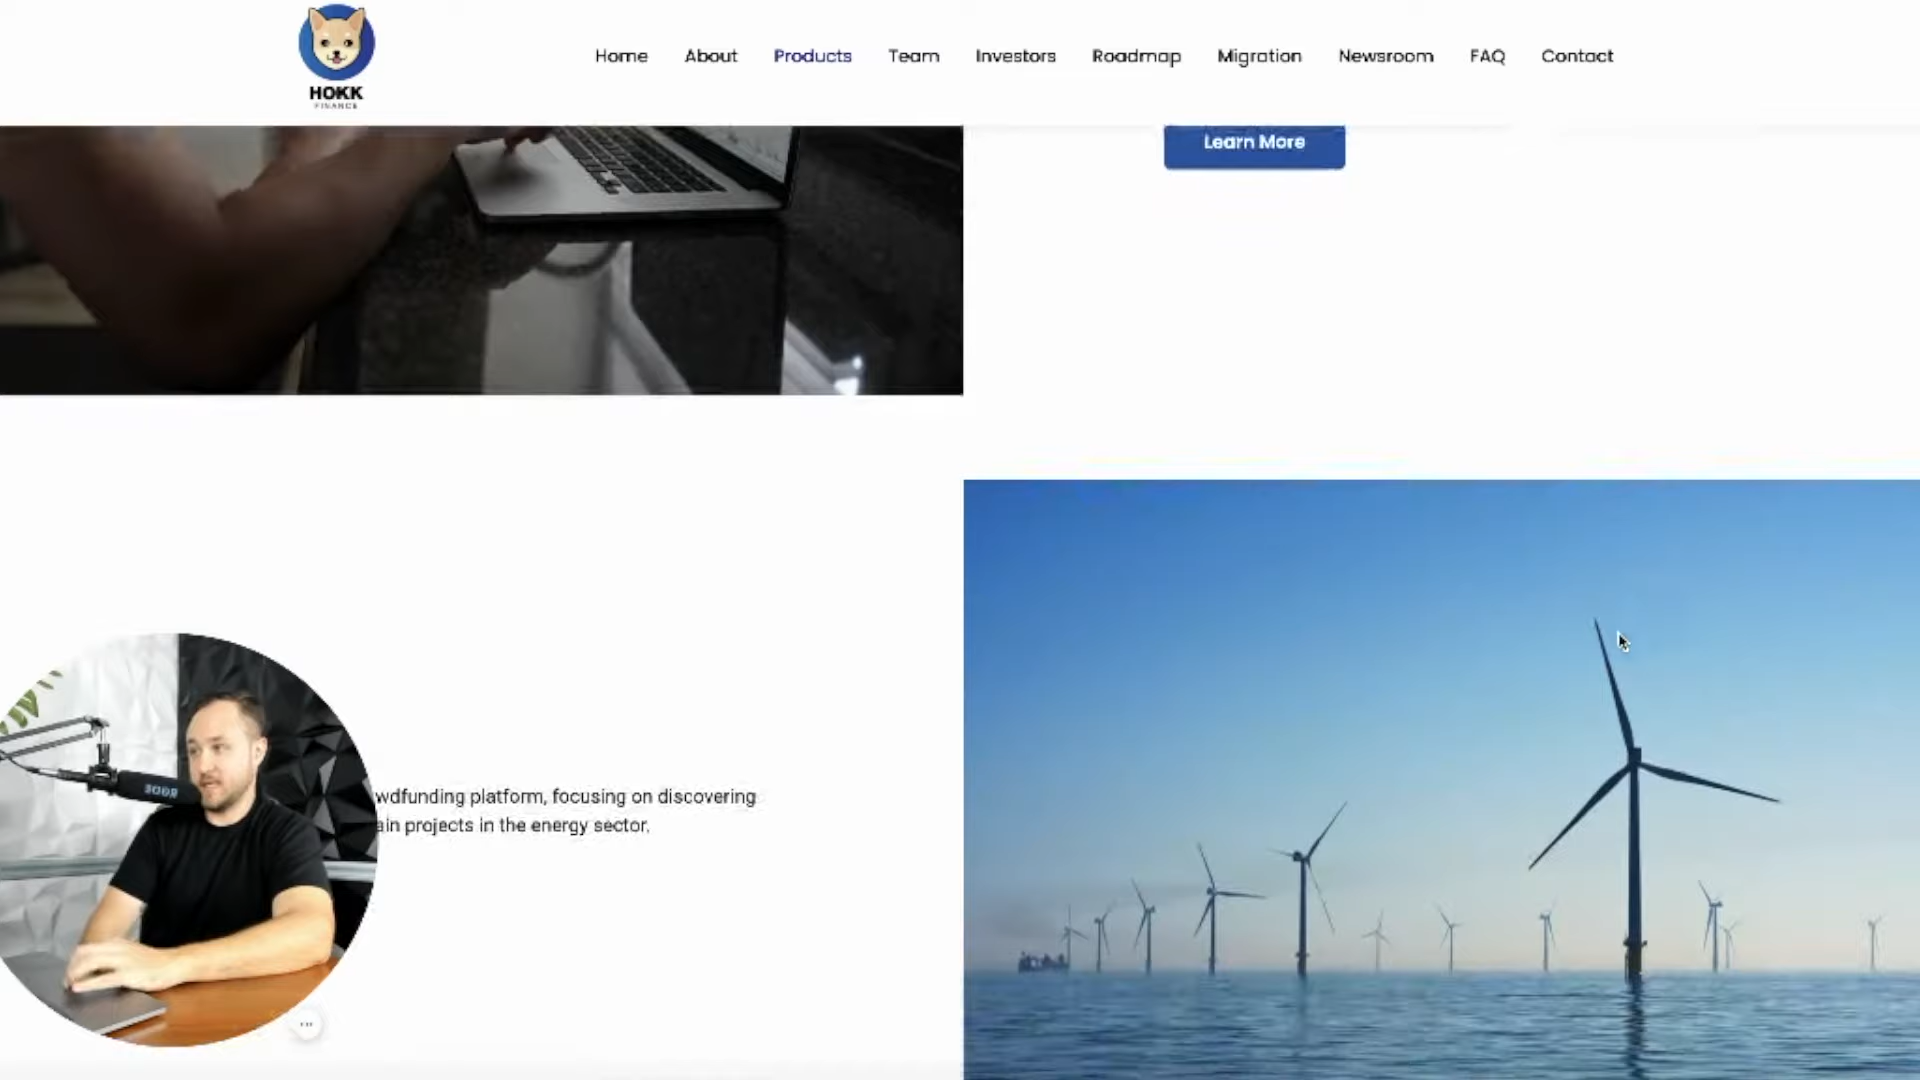 HOKK
FINANCE
Home About Products Team Investors Roadmap Migration Newsroom FAQ Contact
Learn More
wdfunding platform, focusing on discovering
ain projects in the energy sector.